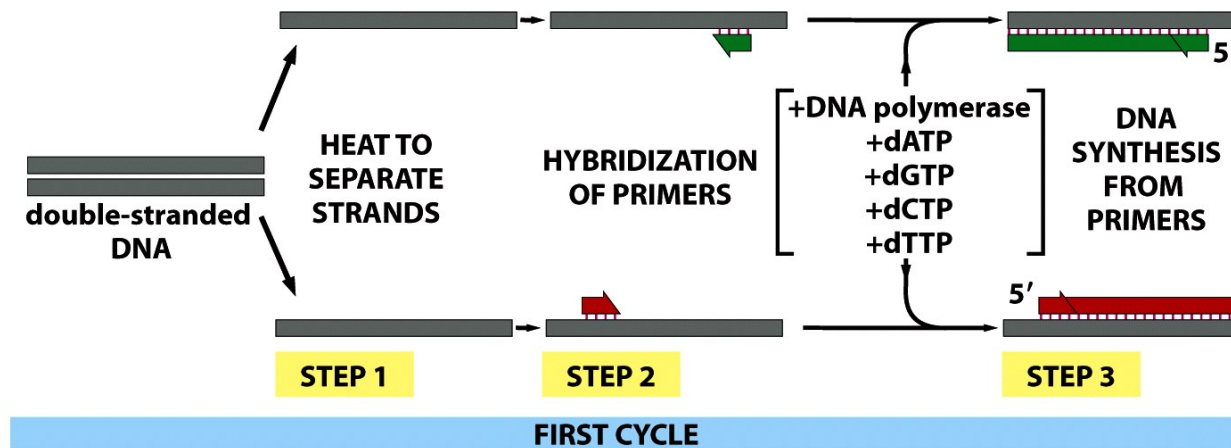 double-stranded
DNA
HEAT TO
SEPARATE
STRANDS
HYBRIDIZATION
OF PRIMERS
+DNA polymerase
+dATP
+dGTP
+dCTP
+dTTP
5
DNA
SYNTHESIS
FROM
PRIMERS
5′
STEP 1
STEP 2
STEP 3
FIRST CYCLE